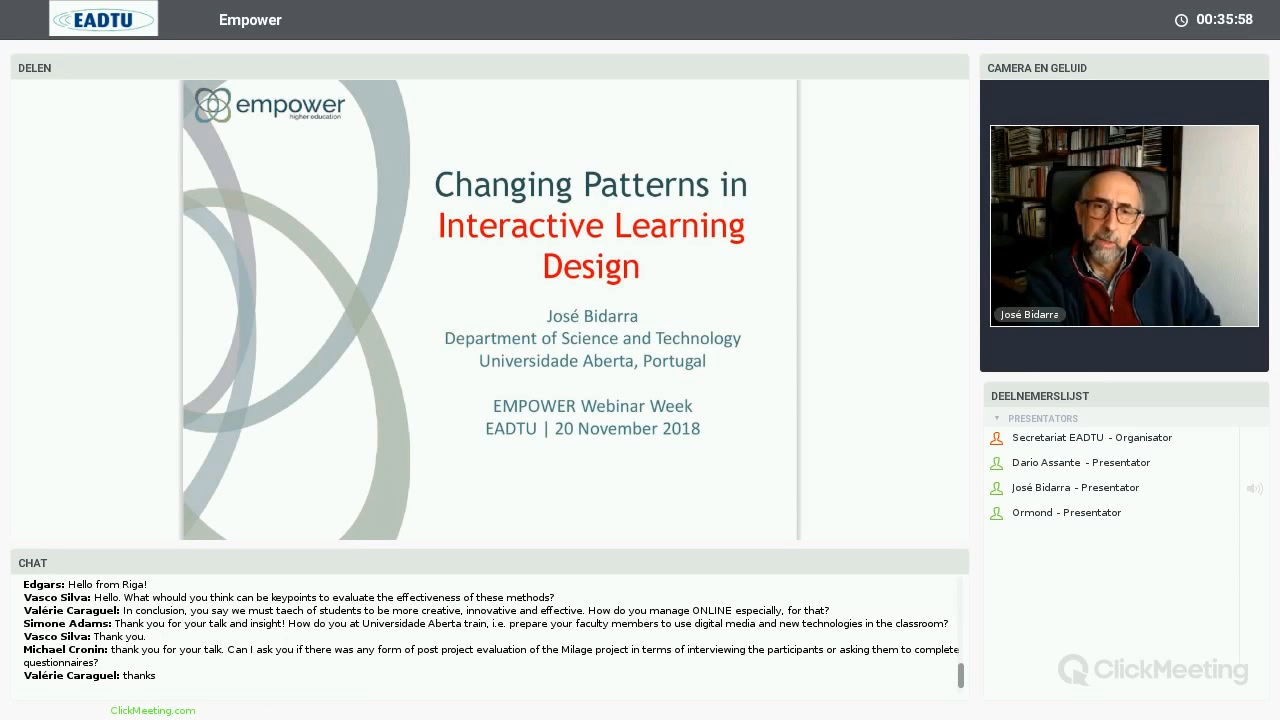 EADTU
Empower
00:35:58
DELEN
empower
higher education
Changing Patterns in
Interactive Learning
Design
José Bidarra
Department of Science and Technology
Universidade Aberta, Portugal
EMPOWER Webinar Week
EADTU | 20 November 2018
CAMERA EN GELUID
José Bidarra
DEELNEMERSLIJST
PRESENTATORS
Secretariat EADTU - Organisator
Dario Assante - Presentator
José Bidarra - Presentator
Ormond - Presentator
CHAT
Edgars: Hello from Riga!
Vasco Silva: Hello. What whould you think can be keypoints to evaluate the effectiveness of these methods?
Valérie Caraguel: In conclusion, you say we must taech of students to be more creative, innovative and effective. How do you manage ONLINE especially, for that?
Simone Adams: Thank you for your talk and insight! How do you at Universidade Aberta train, i.e. prepare your faculty members to use digital media and new technologies in the classroom?
Vasco Silva: Thank you.
Michael Cronin: thank you for your talk. Can I ask you if there was any form of post project evaluation of the Milage project in terms of interviewing the participants or asking them to complete
questionnaires?
Valérie Caraguel: thanks
ClickMeeting
ClickMeeting.com